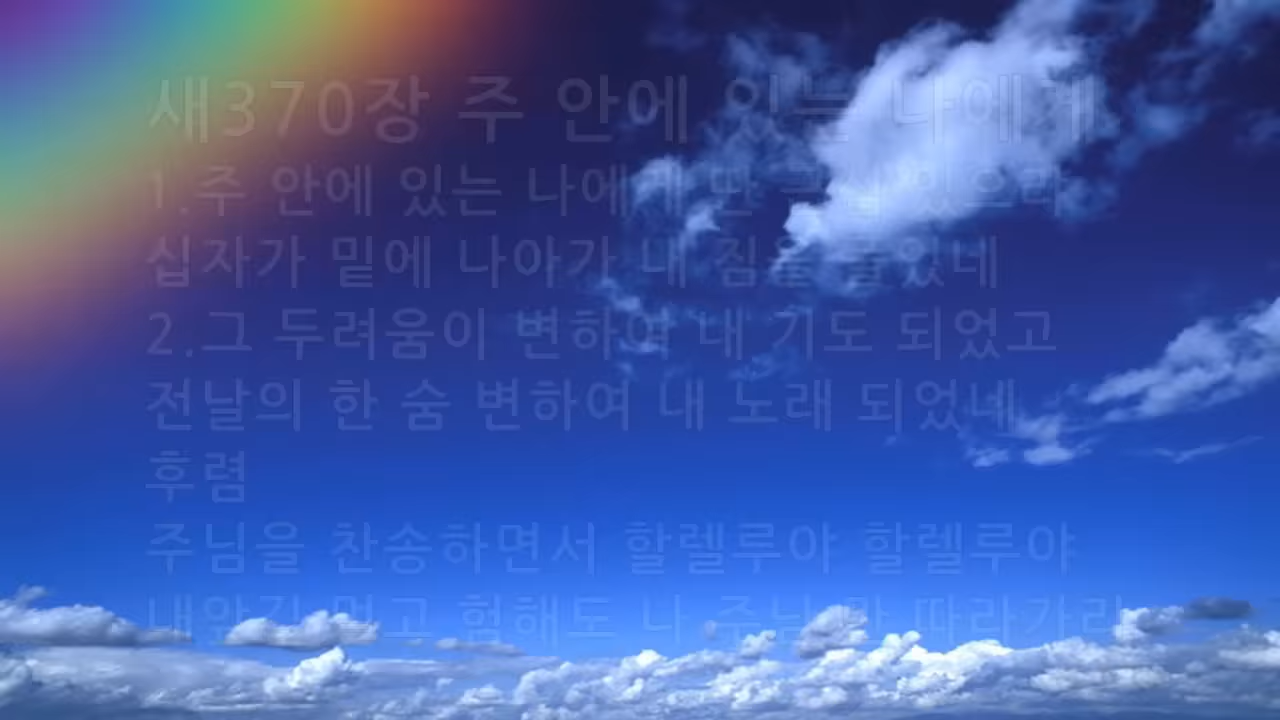 새370장 주 안에 있는 나에게
1.주 안에 있는 나에게 딴 근심 있으랴
십자가 밑에 나아가 내 짐을 풀었네
2.그 두려움이 변하여 내 기도 되었고
전날의 한 숨 변하여 내 노래 되었네
후렴
주님을 찬송하면서 할렐루야 할렐루야
내앞길 멀고 험해도 나 주님만 따라가리